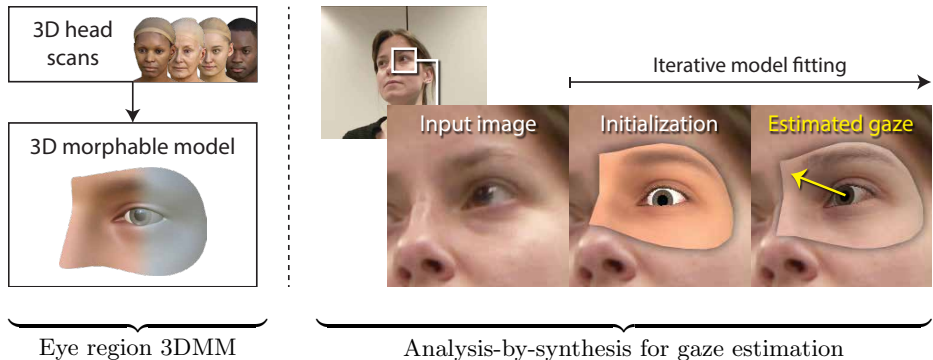 3D head
scans
3D morphable model
Iterative model fitting
Input image
Initialization
Estimated gaze
Eye region 3DMM
Analysis-by-synthesis for gaze estimation